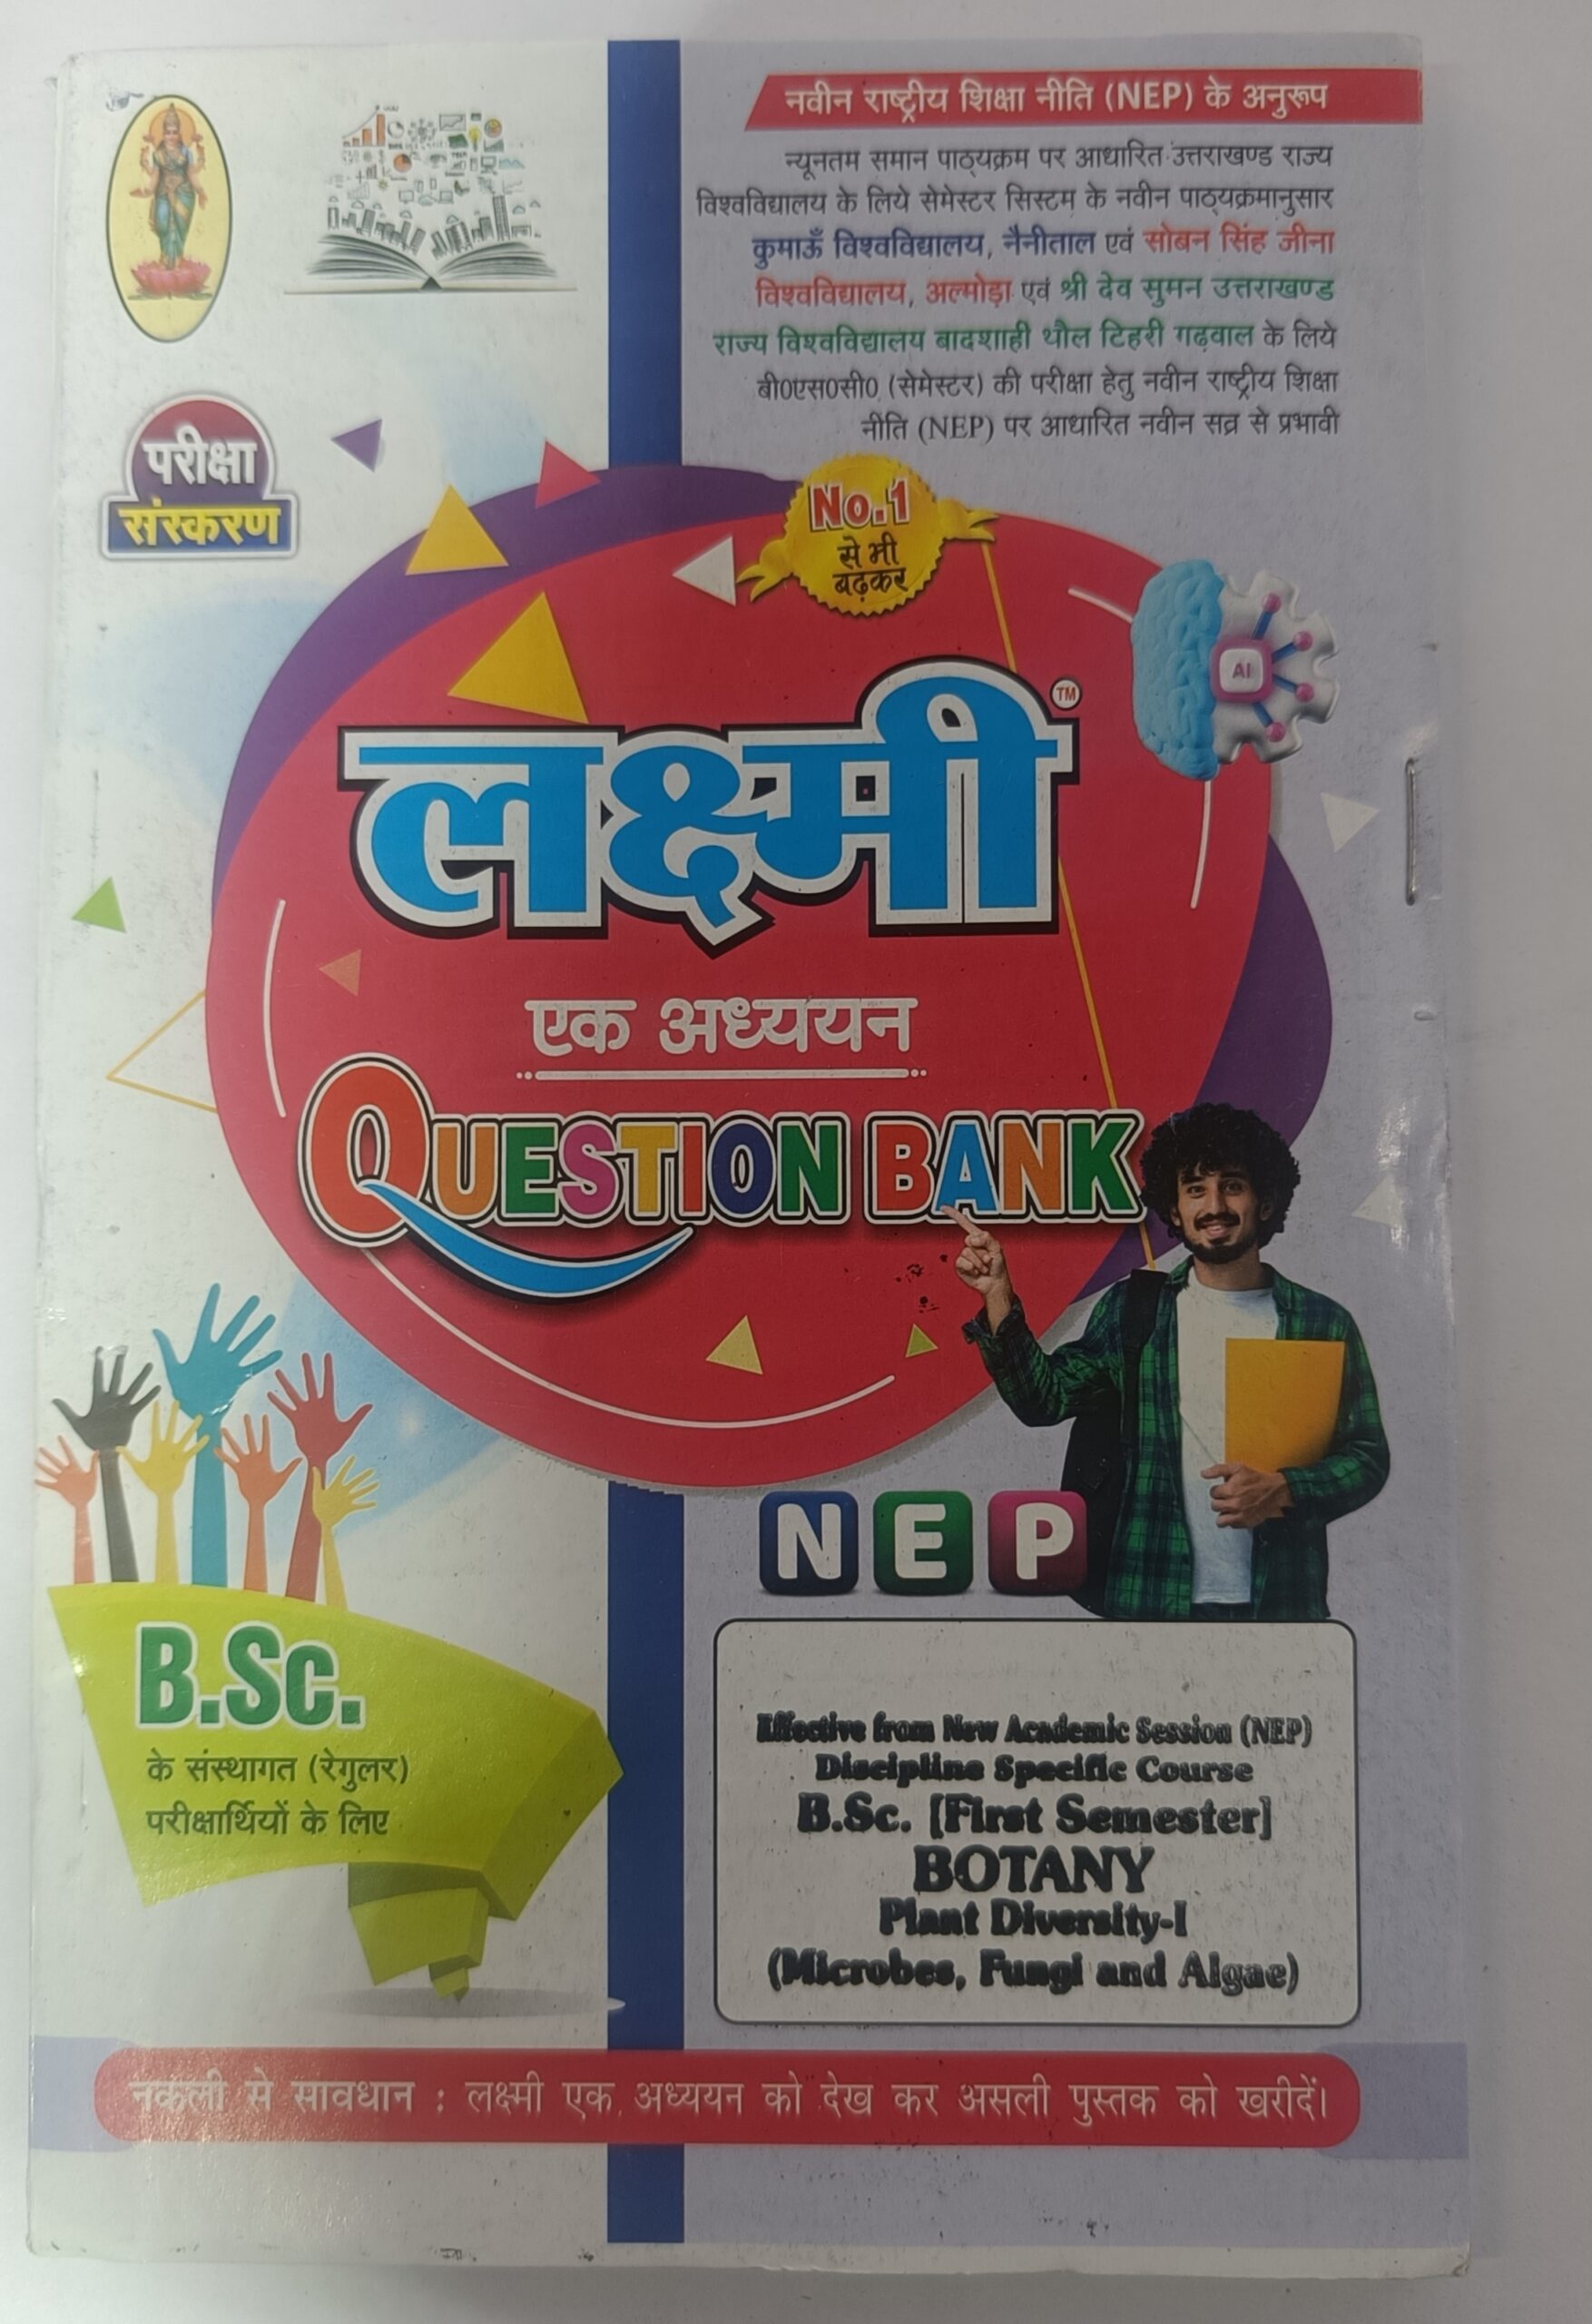 नवीन राष्ट्रीय शिक्षा नीति (NEP) के अनुरूप
न्यूनतम समान पाठ्यक्रम पर आधारित उत्तराखण्ड राज्य
विश्वविद्यालय के लिये सेमेस्टर सिस्टम के नवीन पाठ्यक्रमानुसार
कुमाऊँ विश्वविद्यालय, नैनीताल एवं सोबन सिंह जीना
विश्वविद्यालय, अल्मोड़ा एवं श्री देव सुमन उत्तराखण्ड
राज्य विश्वविद्यालय बादशाही थौल टिहरी गढ़वाल के लिये
बी0एस0सी0 (सेमेस्टर) की परीक्षा हेतु नवीन राष्ट्रीय शिक्षा
नीति (NEP) पर आधारित नवीन सत्र से प्रभावी
परीक्षा
संस्करण
No.1
से भी
बढ़कर
AI
लक्ष्मी TM
एक अध्ययन
QUESTION BANK
NEP
B.Sc.
के संस्थागत (रेगुलर)
परीक्षार्थियों के लिए
Effective from New Academic Session (NEP)
Discipline Specific Course
B.Sc. [First Semester]
BOTANY
Plant Diversity-I
(Microbes, Fungi and Algae)
नकली से सावधान : लक्ष्मी एक अध्ययन को देख कर असली पुस्तक को खरीदें।